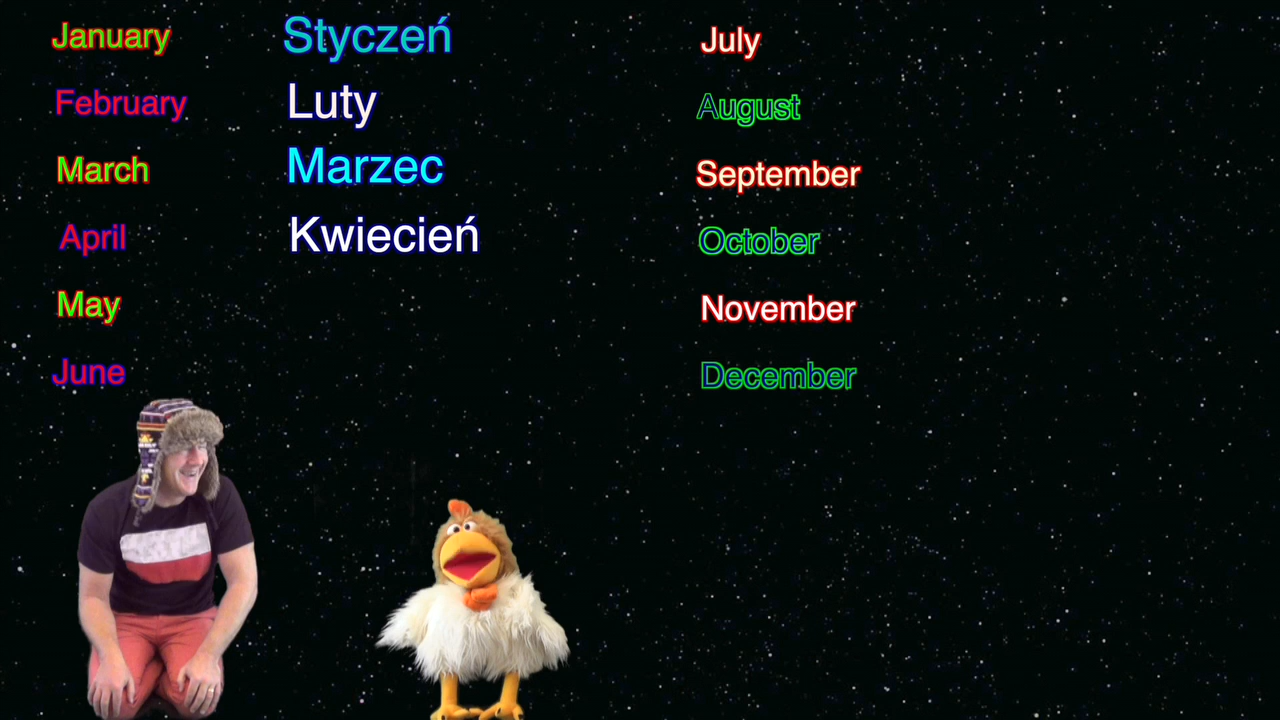 January
February
March
April
May
June
Styczeń
Luty
Marzec
Kwiecień
July
August
September
October
November
December